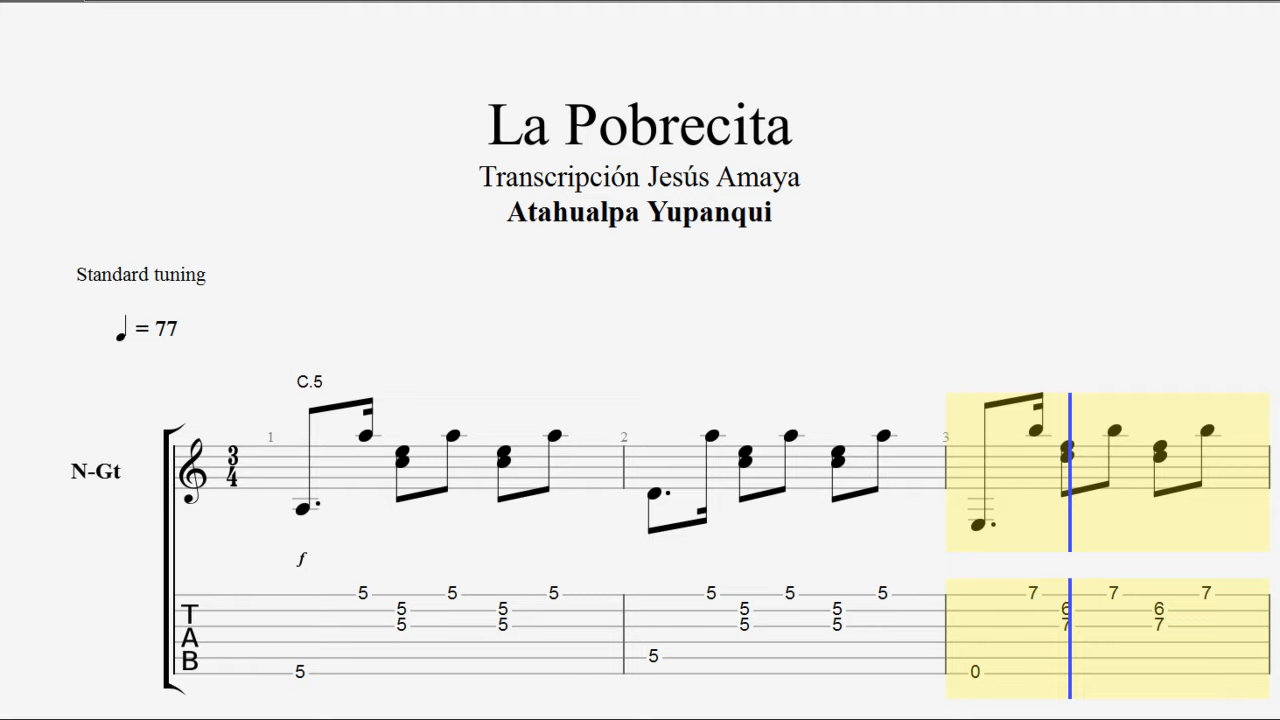 La Pobrecita
Transcripción Jesús Amaya
Atahualpa Yupanqui
Standard tuning
= 77
C.5
1 2 3
N-Gt
3
4
f
5 5 5 5 5 5 7 7 7
T 5 5 5 5 6 6
5 5 5 5 7 7
A
B 5
5 0